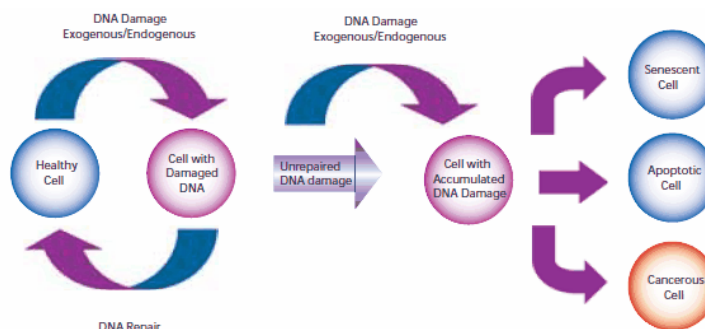 DNA Damage
Exogenous/Endogenous
DNA Damage
Exogenous/Endogenous
Healthy
Cell
Cell with
Damaged
DNA
Unrepaired
DNA damage
Cell with
Accumulated
DNA Damage
Senescent
Cell
Apoptotic
Cell
Cancerous
Cell
DNA Repair